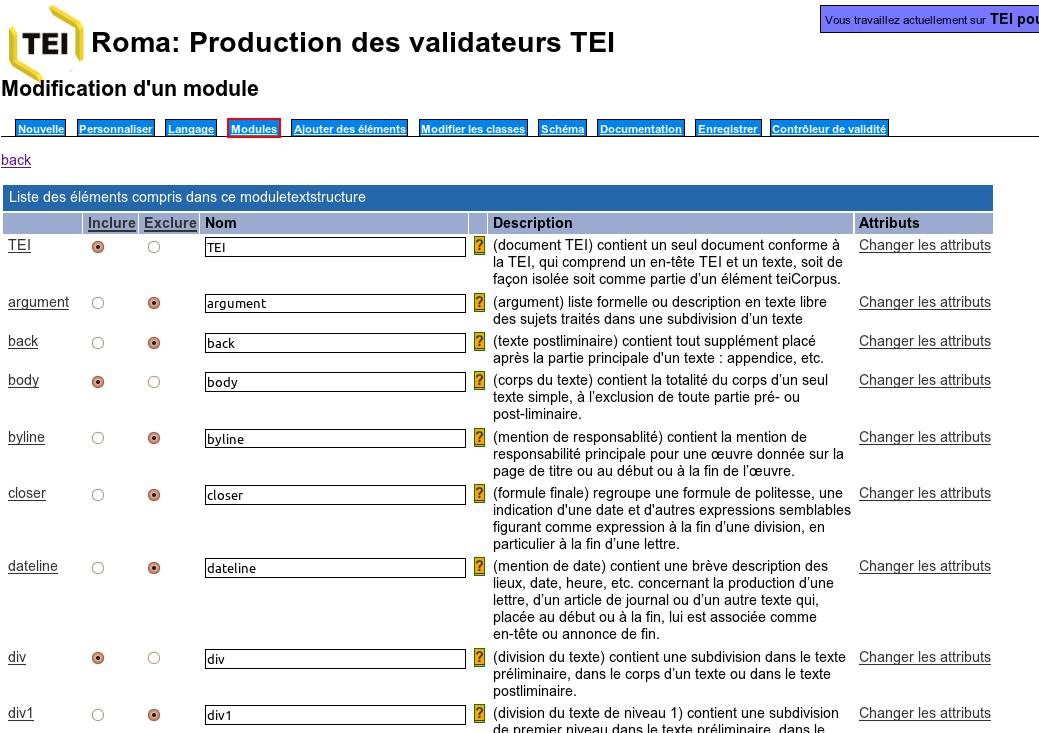 Vous travaillez actuellement sur TEI pou
TEI
Roma: Production des validateurs TEI
Modification d'un module
Nouvelle Personnaliser Langage Modules Ajouter des éléments Modifier les classes Schéma Documentation Enregistrer Contrôleur de validité
back
Liste des éléments compris dans ce moduletextstructure
Inclure Exclure Nom Description Attributs
TEI TEI ? (document TEI) contient un seul document conforme à Changer les attributs
la TEI, qui comprend un en-tête TEI et un texte, soit de
façon isolée soit comme partie d’un élément teiCorpus.
argument argument ? (argument) liste formelle ou description en texte libre Changer les attributs
des sujets traités dans une subdivision d’un texte
back back ? (texte postliminaire) contient tout supplément placé Changer les attributs
après la partie principale d'un texte : appendice, etc.
body body ? (corps du texte) contient la totalité du corps d’un seul Changer les attributs
texte simple, à l’exclusion de toute partie pré- ou
post-liminaire.
byline byline ? (mention de responsablité) contient la mention de Changer les attributs
responsabilité principale pour une œuvre donnée sur la
page de titre ou au début ou à la fin de l’œuvre.
closer closer ? (formule finale) regroupe une formule de politesse, une Changer les attributs
indication d'une date et d'autres expressions semblables
figurant comme expression à la fin d’une division, en
particulier à la fin d’une lettre.
dateline dateline ? (mention de date) contient une brève description des Changer les attributs
lieux, date, heure, etc. concernant la production d’une
lettre, d’un article de journal ou d’un autre texte qui,
placée au début ou à la fin, lui est associée comme
en-tête ou annonce de fin.
div div ? (division du texte) contient une subdivision dans le texte Changer les attributs
préliminaire, dans le corps d’un texte ou dans le texte
postliminaire.
div1 div1 ? (division du texte de niveau 1) contient une subdivision Changer les attributs
de premier niveau dans le texte préliminaire, dans le